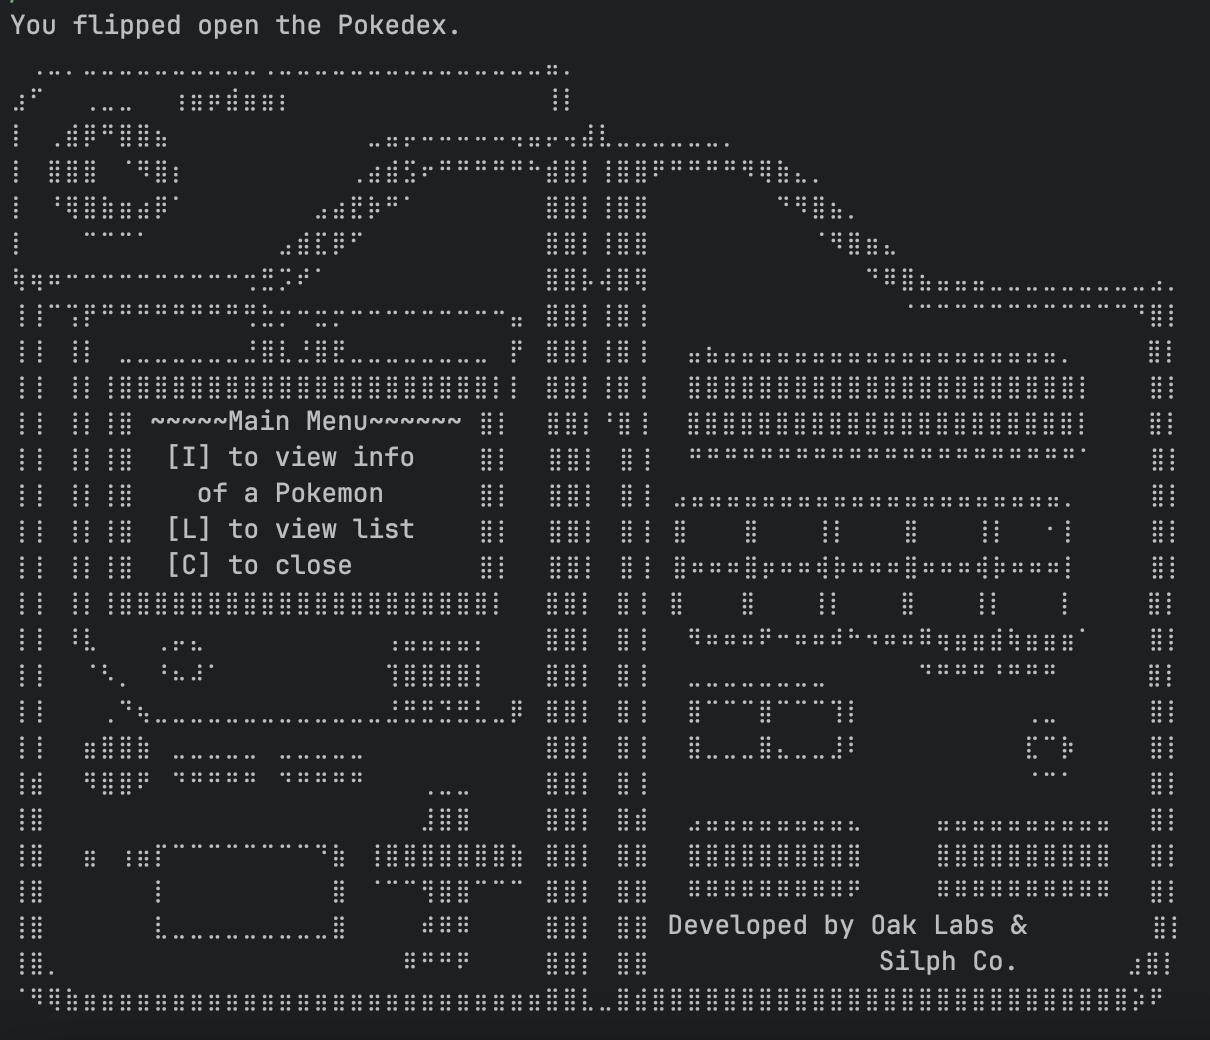 You flipped open the Pokedex.
~~~~~Main Menu~~~~~~
[I] to view info
of a Pokemon
[L] to view list
[C] to close
Developed by Oak Labs &
Silph Co.